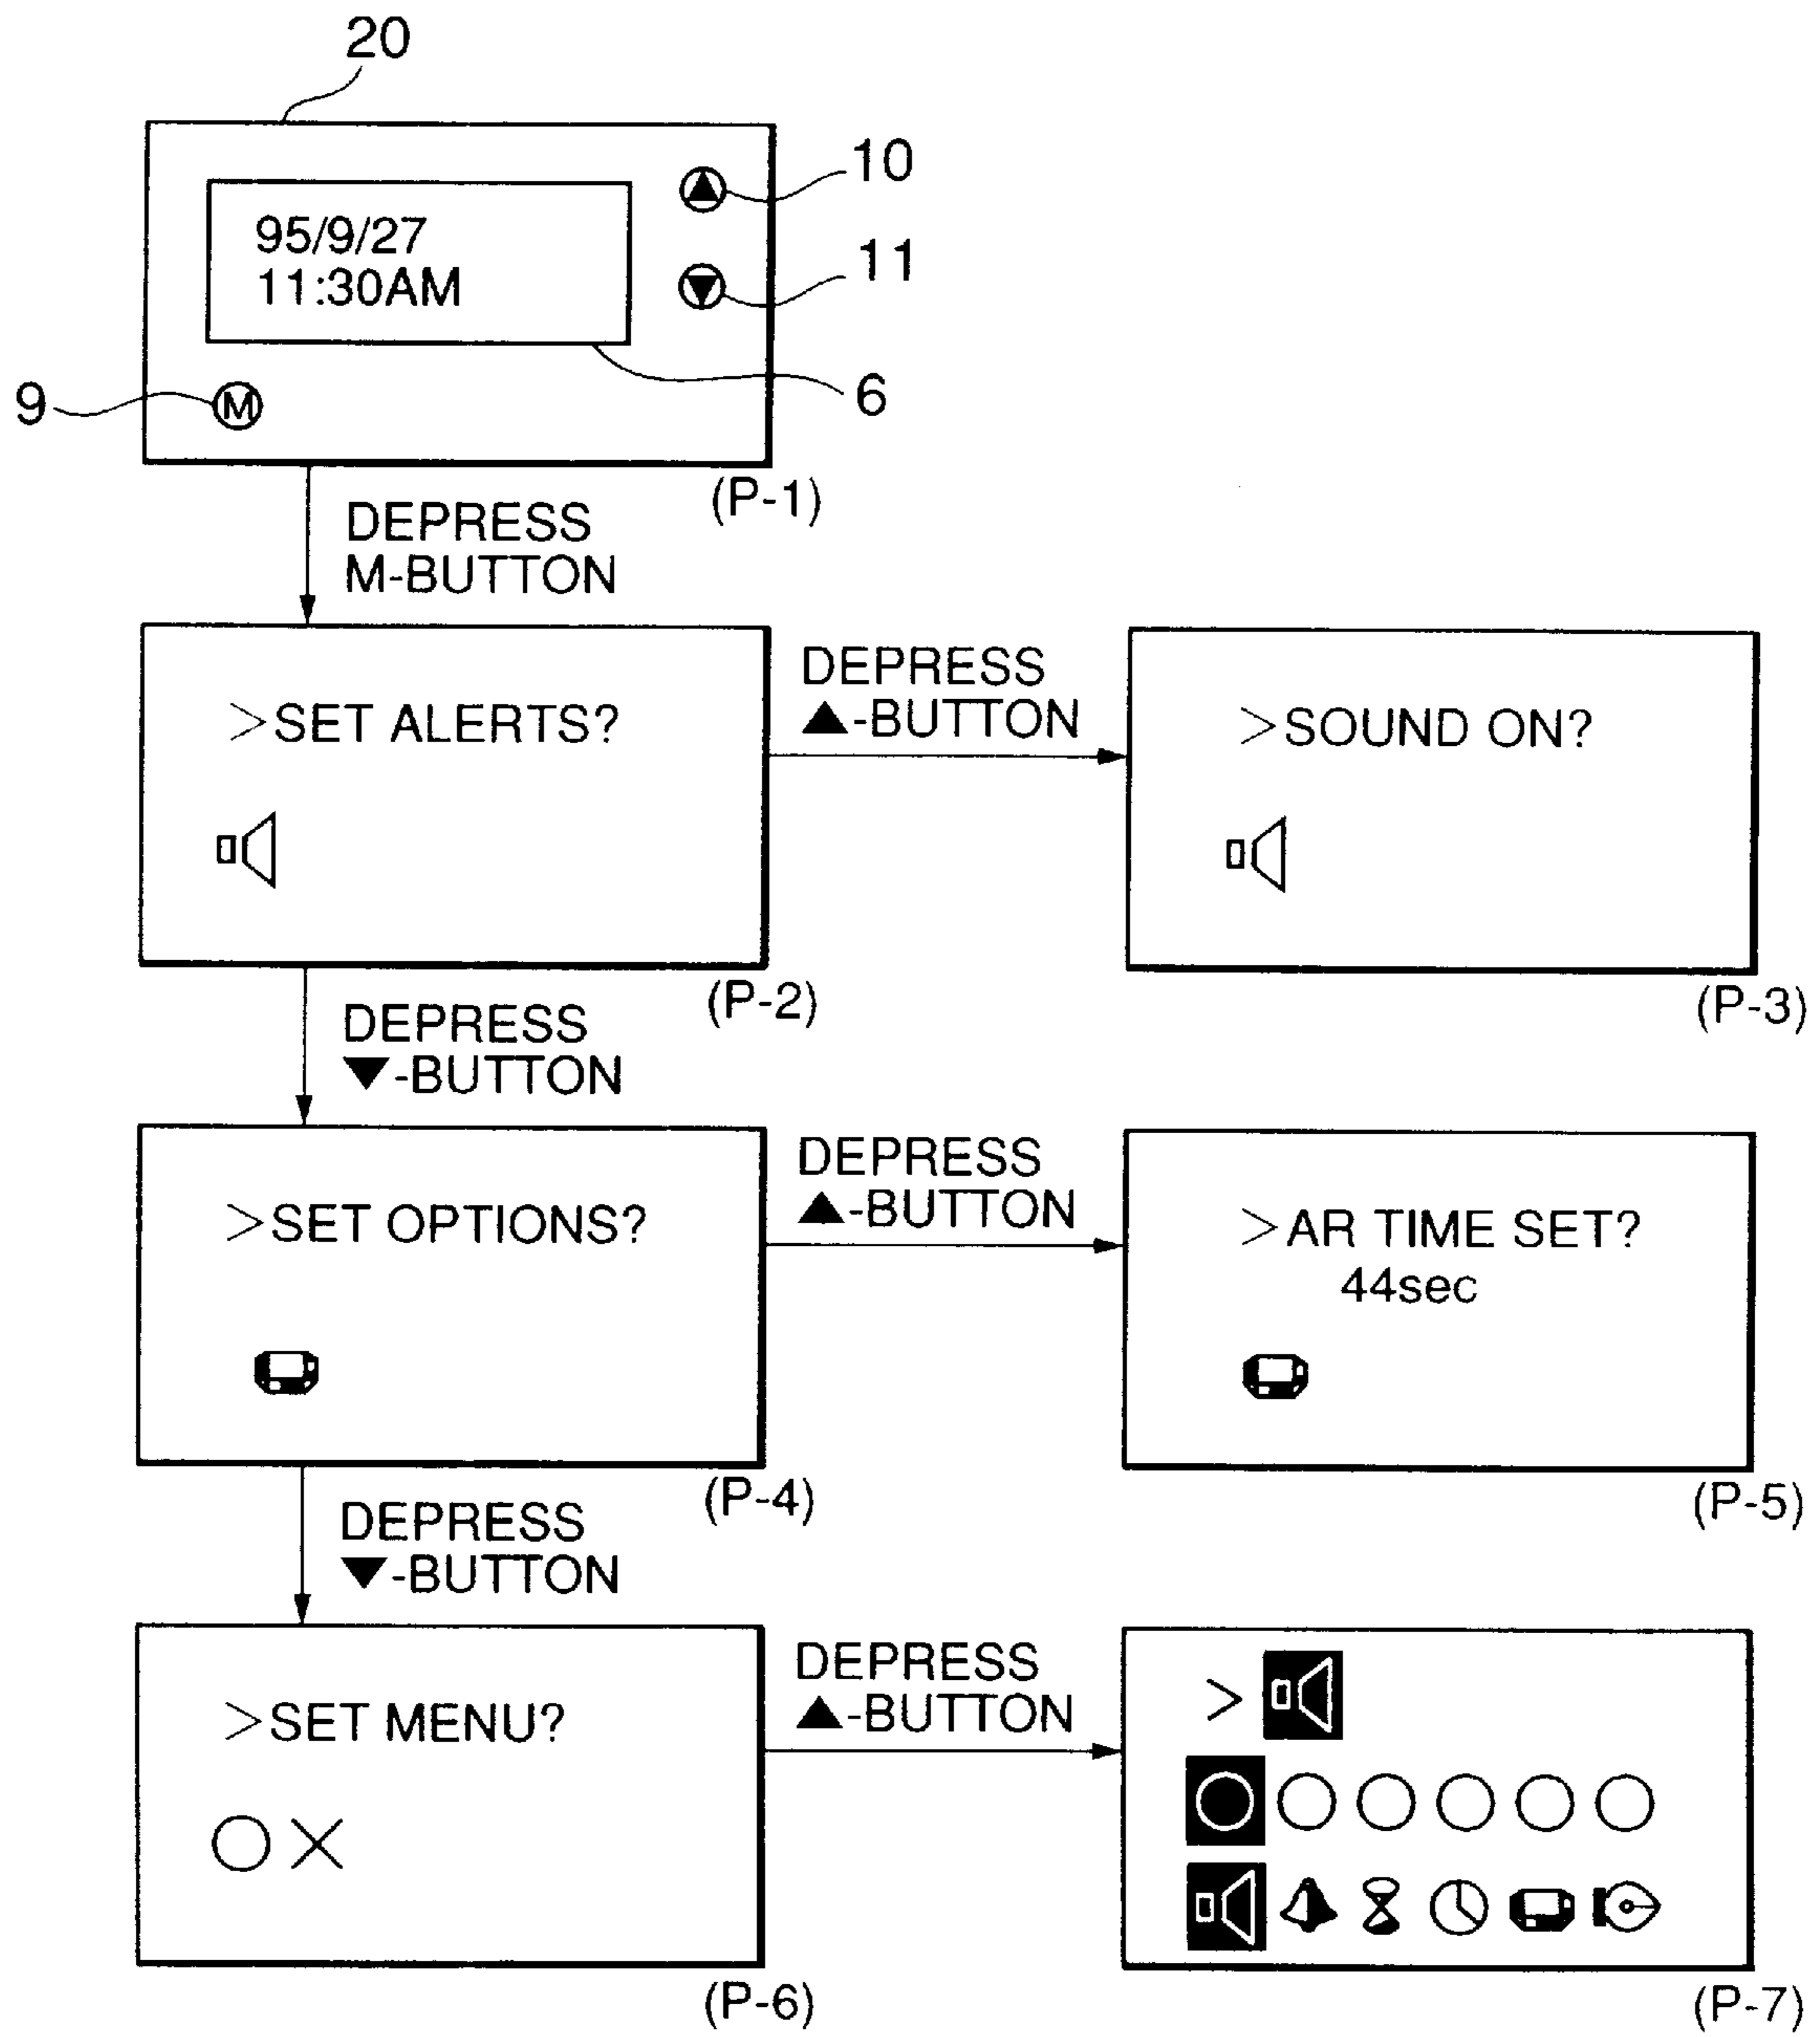 20
10
95/9/27
11:30AM
11
9
M
6
(P-1)
DEPRESS
M-BUTTON
>SET ALERTS?
(P-2)
DEPRESS
▲-BUTTON
>SOUND ON?
(P-3)
DEPRESS
▼-BUTTON
>SET OPTIONS?
(P-4)
DEPRESS
▲-BUTTON
>AR TIME SET?
44sec
(P-5)
DEPRESS
▼-BUTTON
>SET MENU?
(P-6)
DEPRESS
▲-BUTTON
>
(P-7)